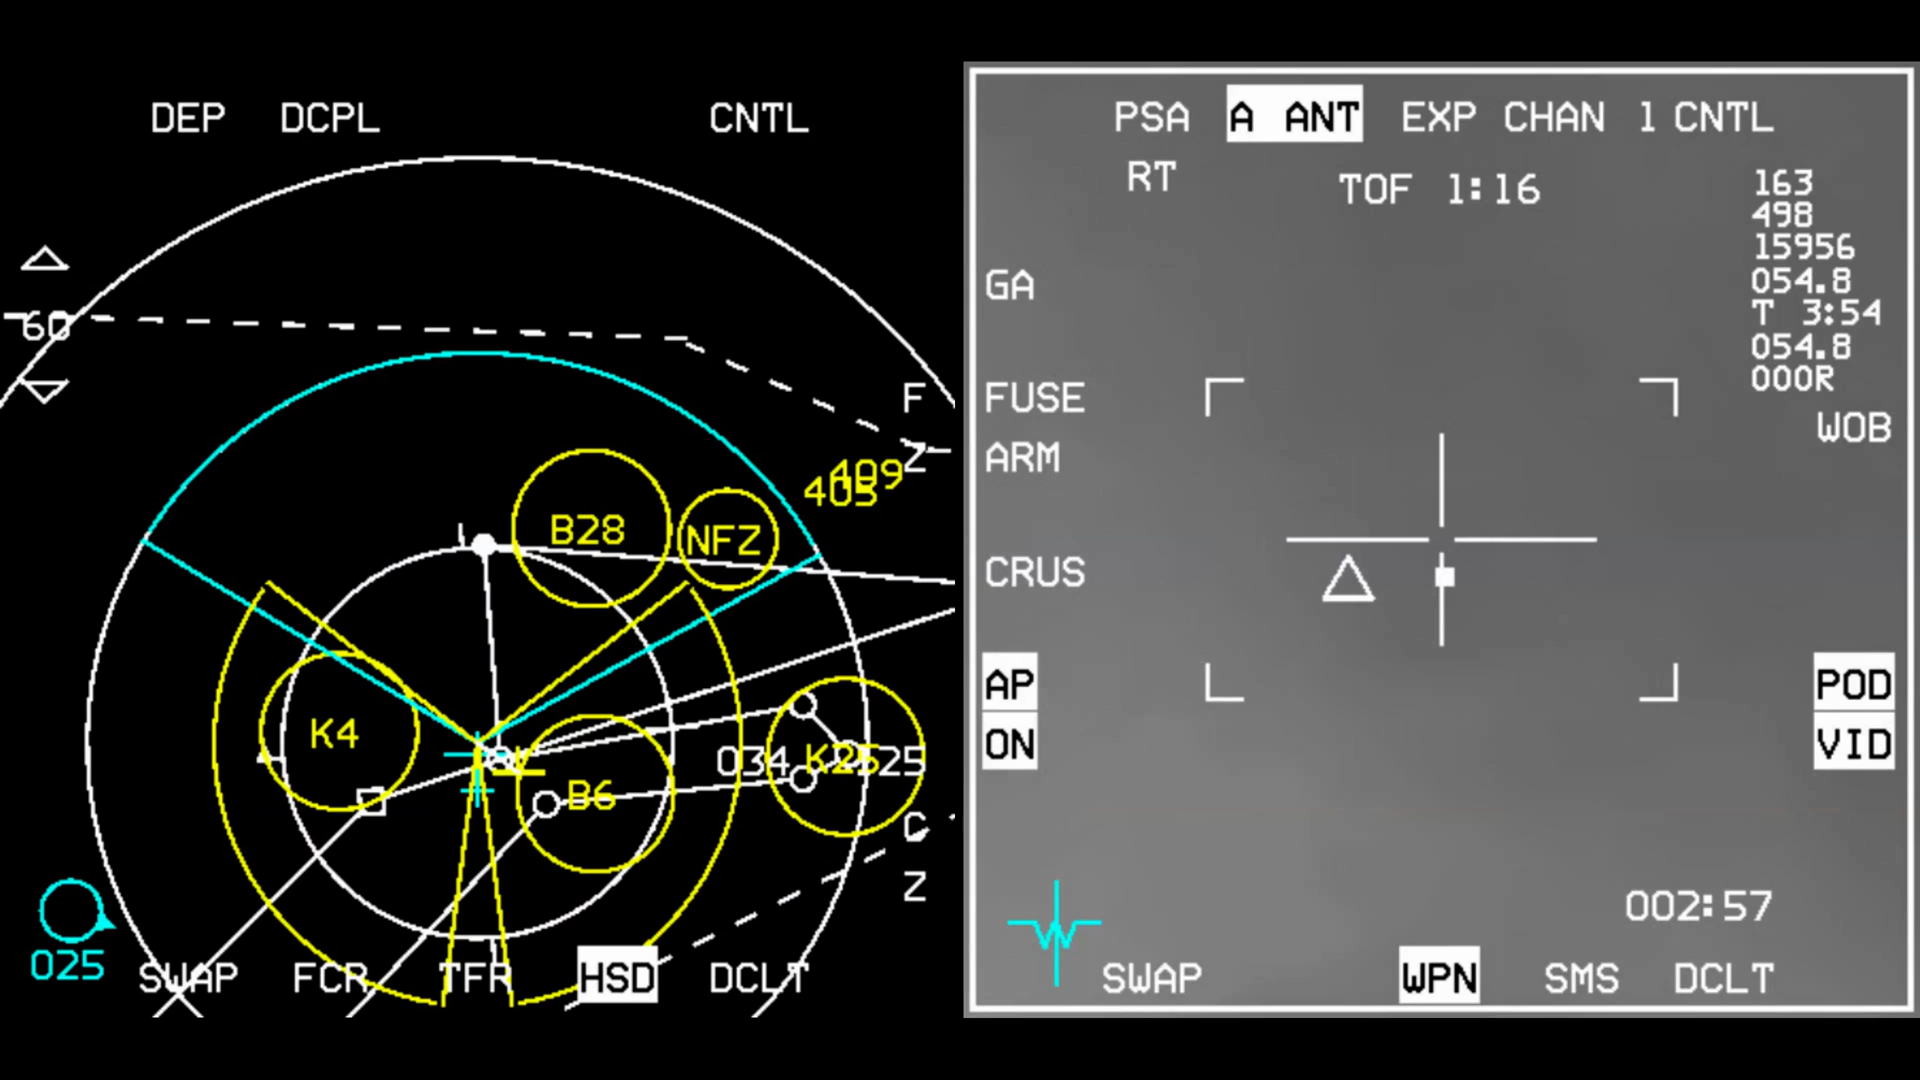 DEP DCPL CNTL
60
F
Z
409
405
B28
NFZ
K4
034
K25
525
B6
C
Z
025
SWAP FCR TFR HSD DCLT
PSA A ANT EXP CHAN 1 CNTL
RT
TOF 1:16
163
498
15956
054.8
T 3:54
054.8
000R
GA
FUSE
WOB
ARM
CRUS
AP
ON
POD
VID
002:57
SWAP WPN SMS DCLT